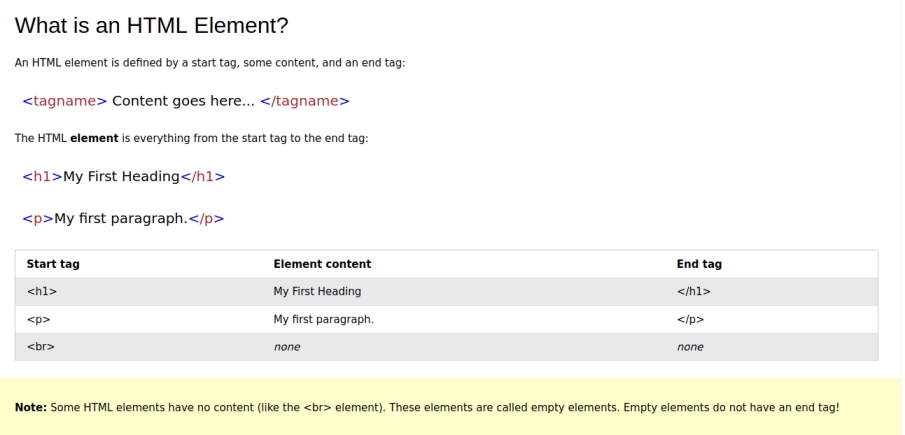 What is an HTML Element?
An HTML element is defined by a start tag, some content, and an end tag:
<tagname> Content goes here... </tagname>
The HTML element is everything from the start tag to the end tag:
<h1>My First Heading</h1>
<p>My first paragraph.</p>
Start tag Element content End tag
<h1> My First Heading </h1>
<p> My first paragraph. </p>
<br> none none
Note: Some HTML elements have no content (like the <br> element). These elements are called empty elements. Empty elements do not have an end tag!